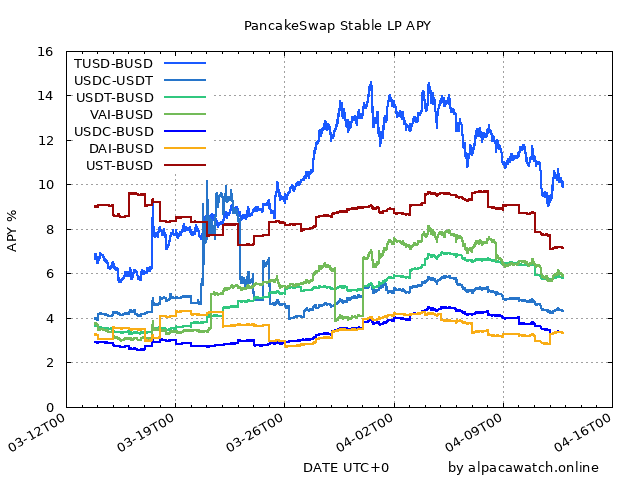 PancakeSwap Stable LP APY
16
14
12
10
8
6
4
2
0
APY %
TUSD-BUSD
USDC-USDT
USDT-BUSD
VAI-BUSD
USDC-BUSD
DAI-BUSD
UST-BUSD
03-12T00
03-19T00
03-26T00
04-02T00
04-09T00
04-16T00
DATE UTC+0
by alpacawatch.online